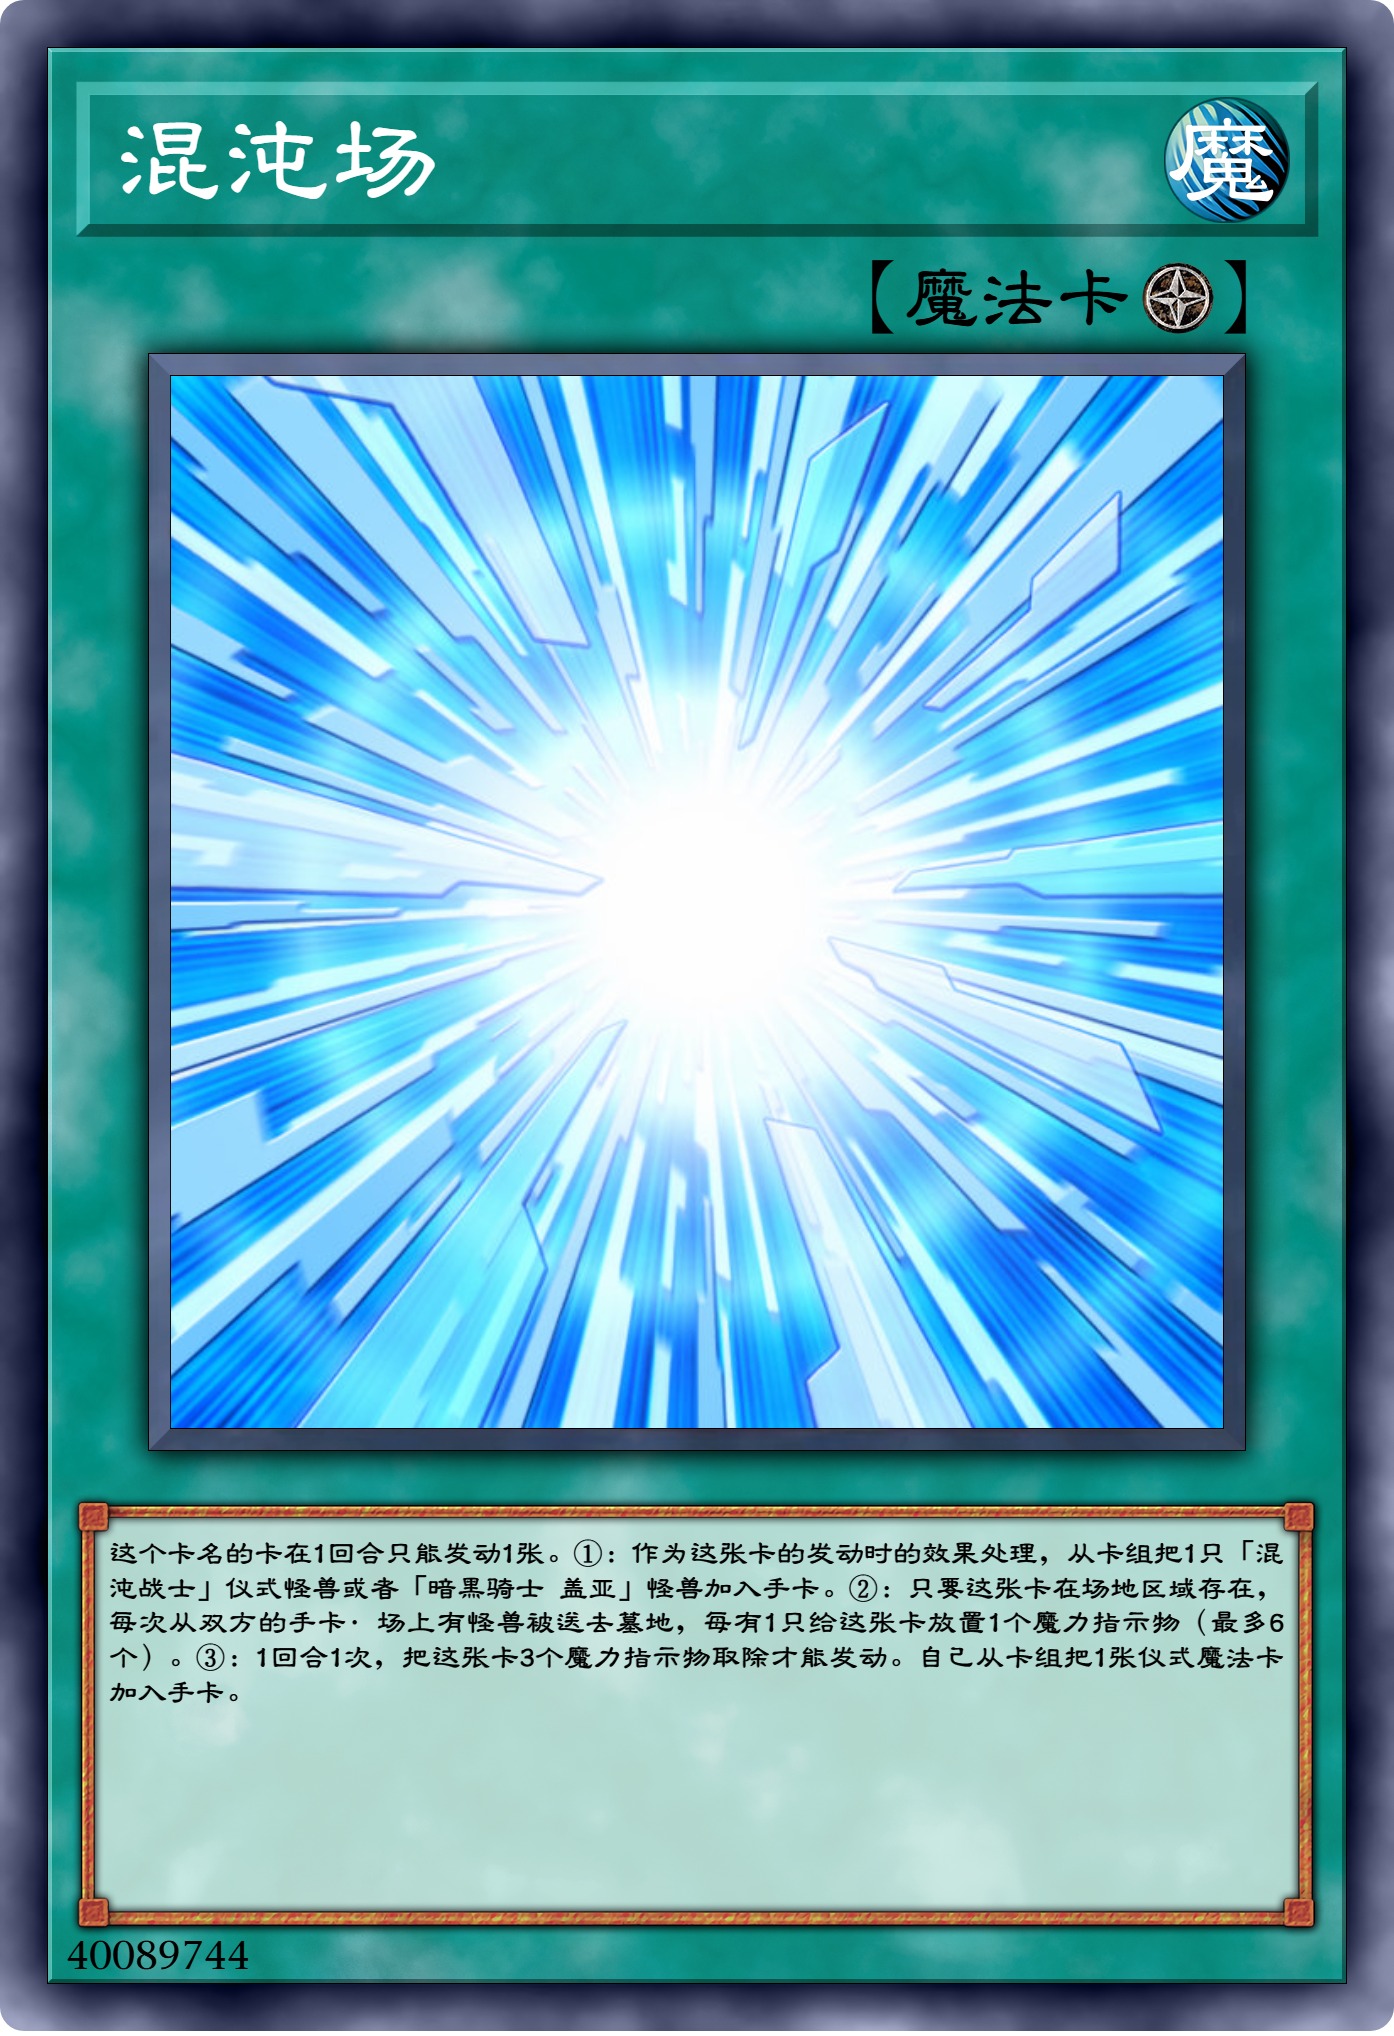 混沌场
魔
【魔法卡】
这个卡名的卡在1回合只能发动1张。①：作为这张卡的发动时的效果处理，从卡组把1只「混
沌战士」仪式怪兽或者「暗黑骑士 盖亚」怪兽加入手卡。②：只要这张卡在场地区域存在，
每次从双方的手卡·场上有怪兽被送去墓地，每有1只给这张卡放置1个魔力指示物（最多6
个）。③：1回合1次，把这张卡3个魔力指示物取除才能发动。自己从卡组把1张仪式魔法卡
加入手卡。
40089744